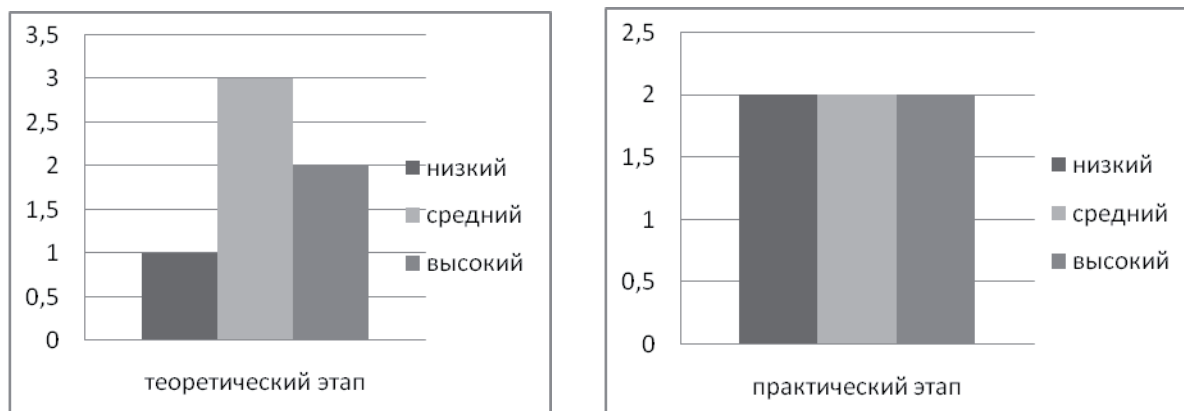 3,5
3
2,5
2
1,5
1
0,5
0
низкий
средний
высокий
теоретический этап
2,5
2
1,5
1
0,5
0
низкий
средний
высокий
практический этап